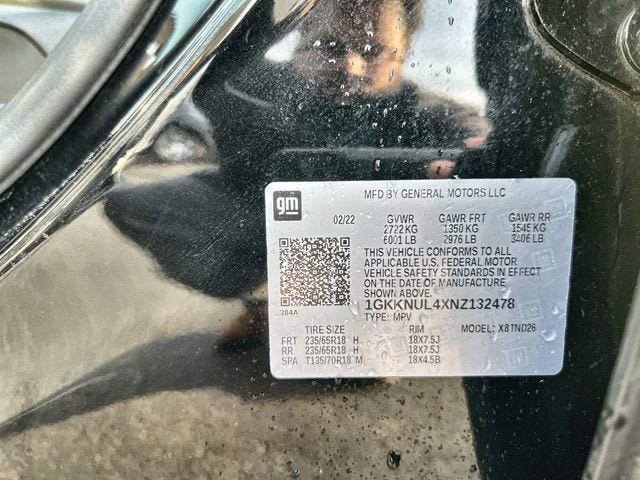 gm
MFD BY GENERAL MOTORS LLC
02/22 GVWR GAWR FRT GAWR RR
2722 KG 1350 KG 1545 KG
6001 LB 2976 LB 3406 LB
THIS VEHICLE CONFORMS TO ALL
APPLICABLE U.S. FEDERAL MOTOR
VEHICLE SAFETY STANDARDS IN EFFECT
ON THE DATE OF MANUFACTURE
SHOWN ABOVE.
384A
1GKKNUL4XNZ132478
TYPE: MPV
TIRE SIZE RIM MODEL: X8TND26
FRT 235/65R18 H 18X7.5J
RR 235/65R18 H 18X7.5J
SPA T135/70R18 M 18X4.5B